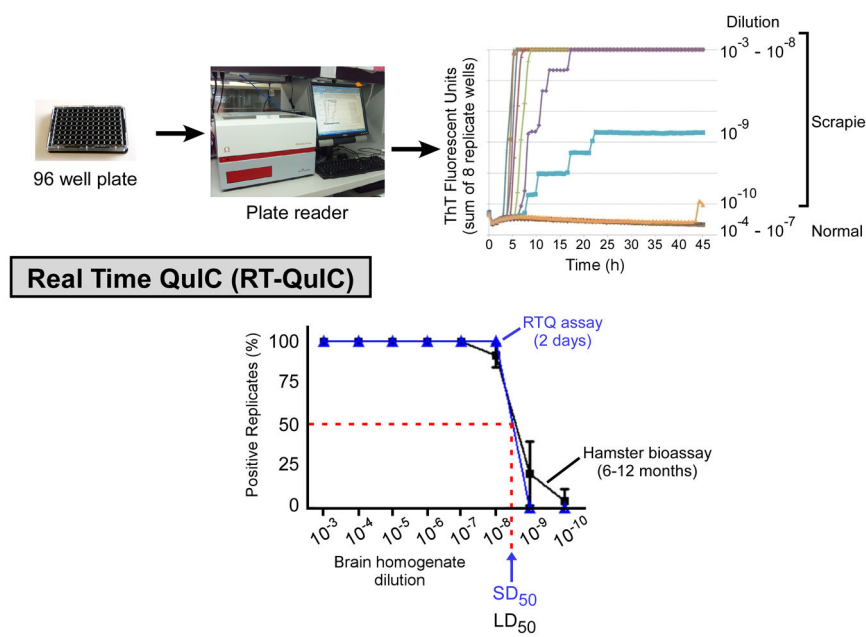 96 well plate
Plate reader
ThT Fluorescent Units
(sum of 8 replicate wells)
0 5 10 15 20 25 30 35 40 45
Time (h)
Dilution
10-3 - 10-8
10-9
10-10
10-4 - 10-7
Scrapie
Normal
Real Time QuIC (RT-QuIC)
Positive Replicates (%)
100
75
50
25
0
RTQ assay
(2 days)
Hamster bioassay
(6-12 months)
10-3 10-4 10-5 10-6 10-7 10-8 10-9 10-10
Brain homogenate
dilution
SD50
LD50